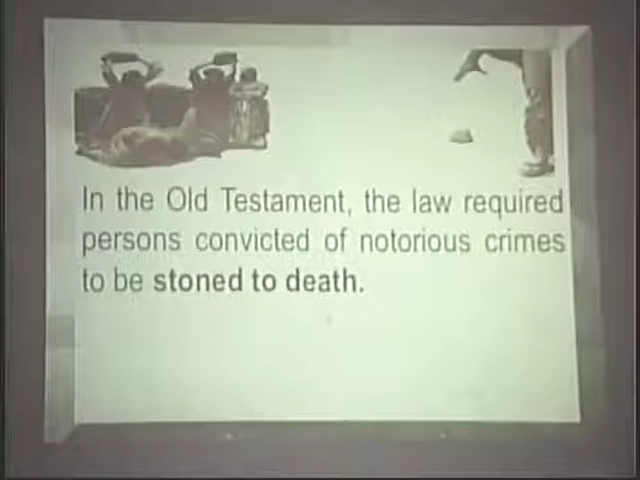 In the Old Testament, the law required
persons convicted of notorious crimes
to be stoned to death.